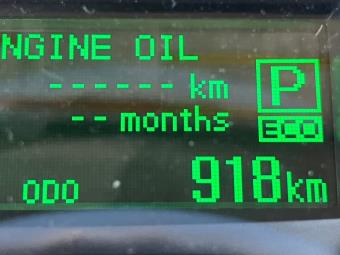 NGINE OIL
------ km
-- months
P
ECO
ODO 918km